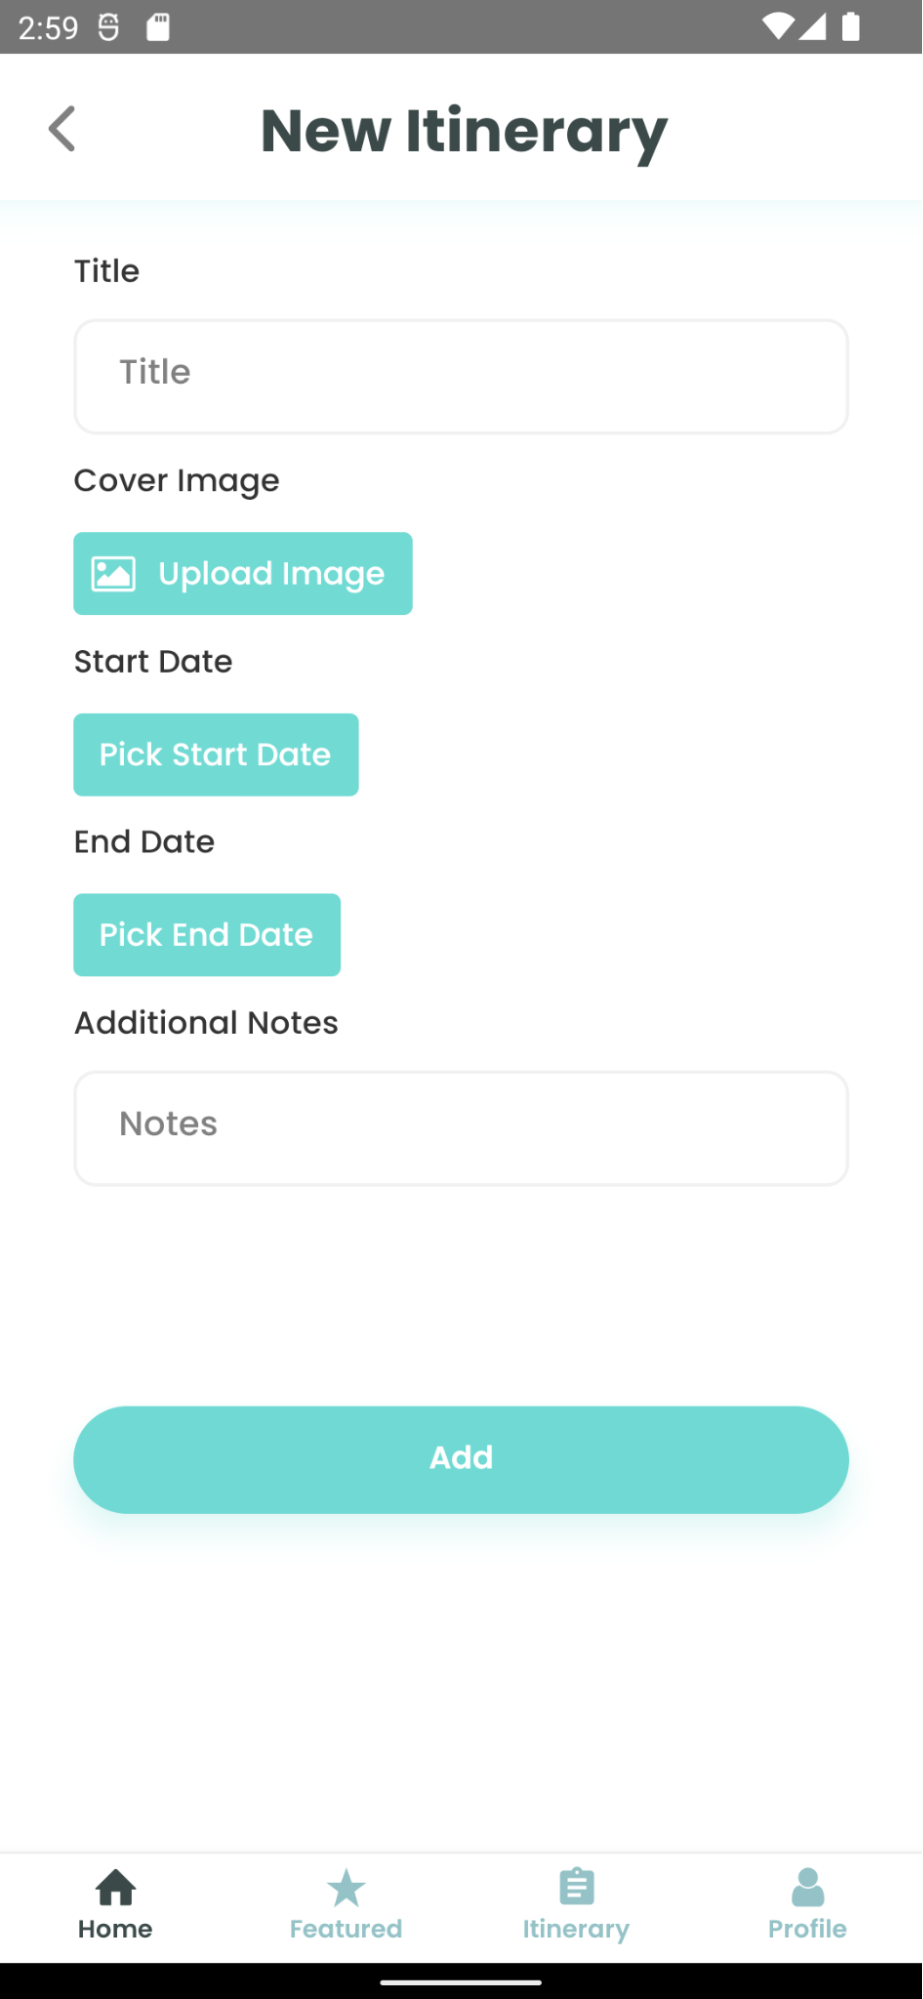 2:59
New Itinerary
Title
Title
Cover Image
Upload Image
Start Date
Pick Start Date
End Date
Pick End Date
Additional Notes
Notes
Add
Home Featured Itinerary Profile